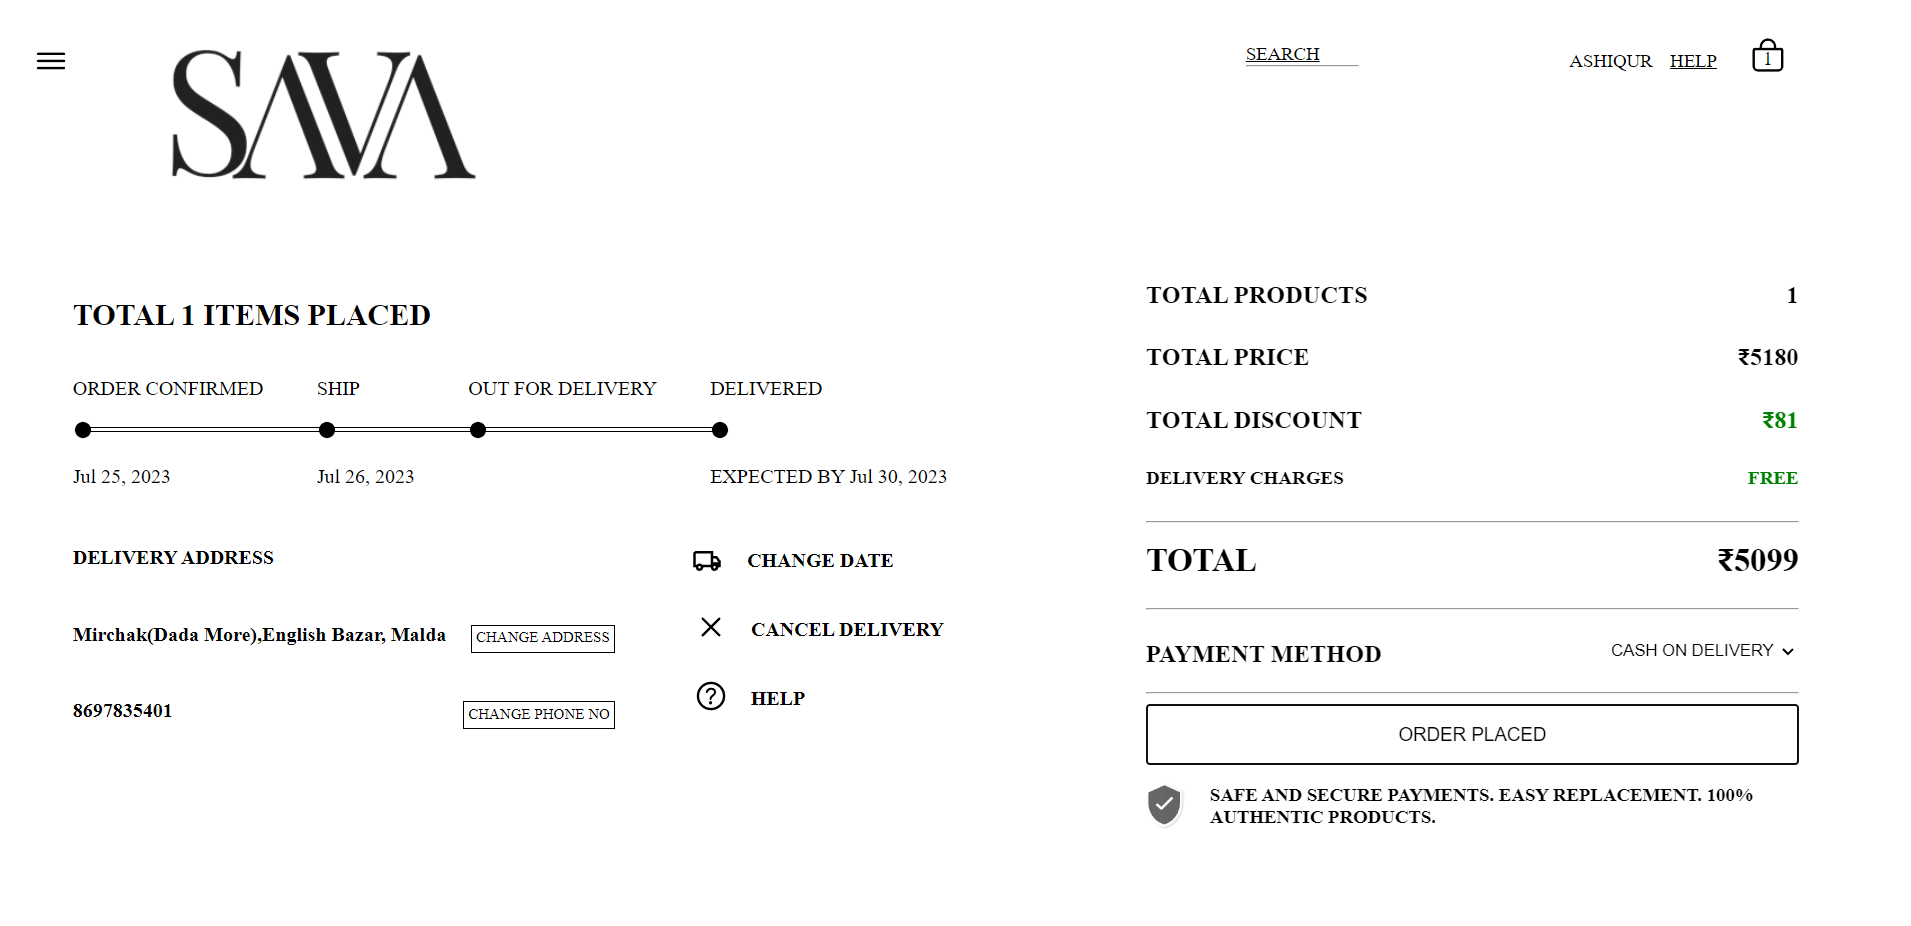 SAVA
SEARCH
ASHIQUR HELP 1
TOTAL 1 ITEMS PLACED
ORDER CONFIRMED SHIP OUT FOR DELIVERY DELIVERED
Jul 25, 2023 Jul 26, 2023 EXPECTED BY Jul 30, 2023
DELIVERY ADDRESS
Mirchak(Dada More),English Bazar, Malda CHANGE ADDRESS
8697835401 CHANGE PHONE NO
CHANGE DATE
CANCEL DELIVERY
HELP
TOTAL PRODUCTS 1
TOTAL PRICE ₹5180
TOTAL DISCOUNT ₹81
DELIVERY CHARGES FREE
TOTAL ₹5099
PAYMENT METHOD CASH ON DELIVERY
ORDER PLACED
SAFE AND SECURE PAYMENTS. EASY REPLACEMENT. 100%
AUTHENTIC PRODUCTS.